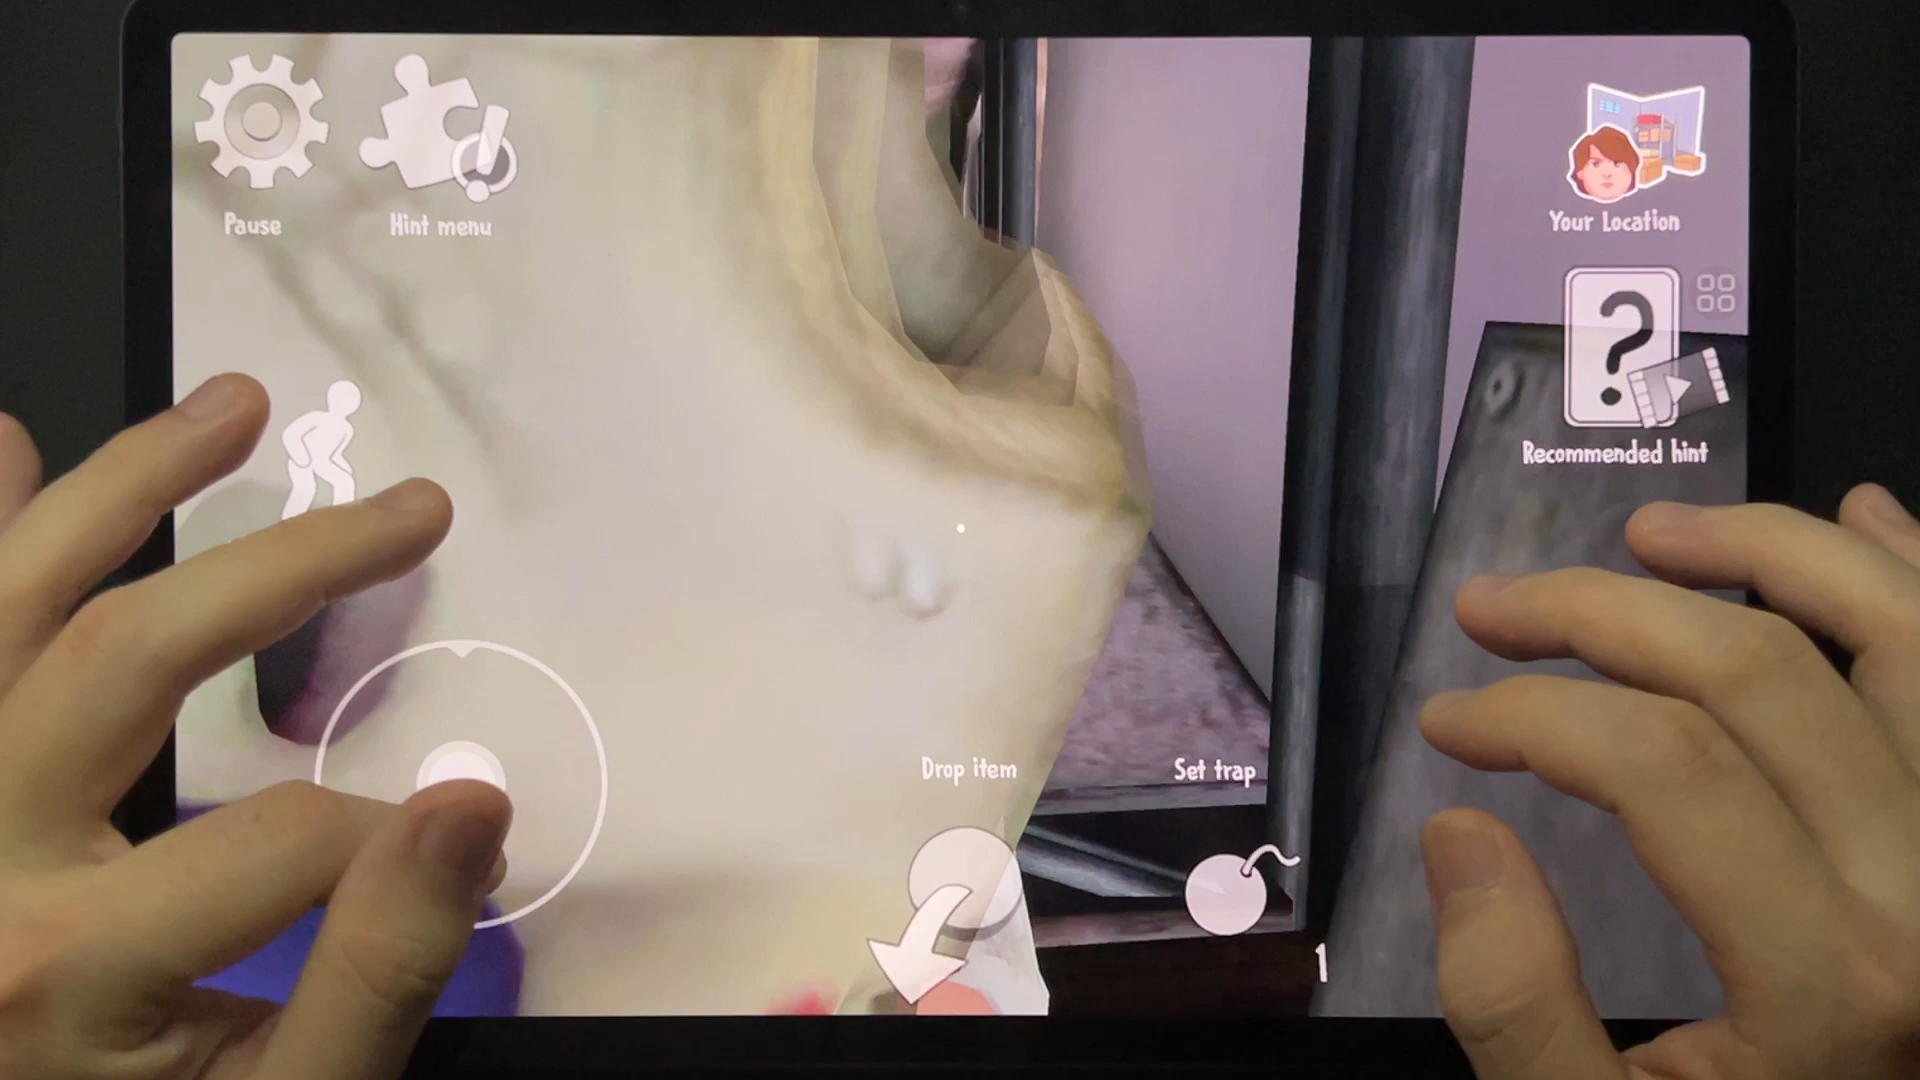 Pause
Hint menu
Your Location
?
Recommended hint
Drop item
Set trap
1